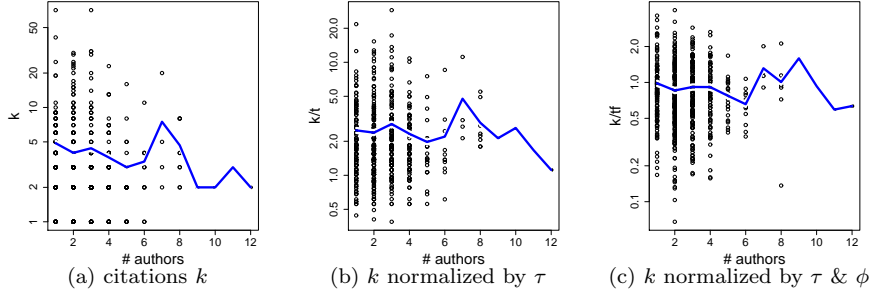 k
50
20
10
5
2
1
2 4 6 8 10 12
# authors
(a) citations k
k/t
20.0
10.0
5.0
2.0
1.0
0.5
2 4 6 8 10 12
# authors
(b) k normalized by τ
k/tf
2.0
1.0
0.5
0.2
0.1
2 4 6 8 10 12
# authors
(c) k normalized by τ & ϕ